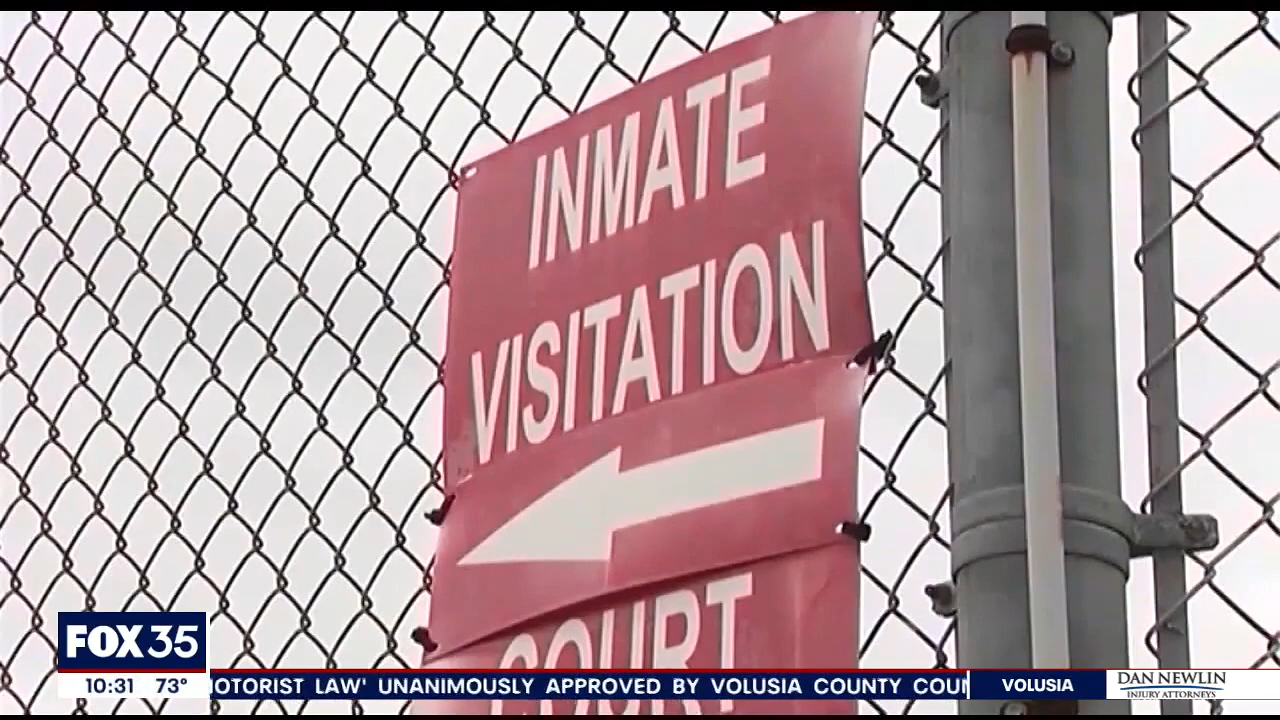 INMATE
VISITATION
COURT
FOX 35
10:31 73° OTORIST LAW' UNANIMOUSLY APPROVED BY VOLUSIA COUNTY COU
VOLUSIA
DAN NEWLIN
INJURY ATTORNEYS